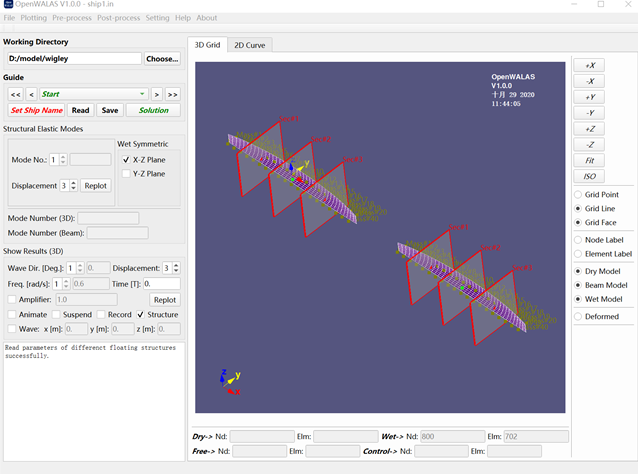 OpenWALAS V1.0.0 - ship1.in
File Plotting Pre-process Post-process Setting Help About
Working Directory
D:/model/wigley Choose...
Guide
<< < Start > >>
Set Ship Name Read Save Solution
Structural Elastic Modes
Mode No.: 1
Displacement 3 Replot
Wet Symmetric
X-Z Plane
Y-Z Plane
Mode Number (3D):
Mode Number (Beam):
Show Results (3D)
Wave Dir. [Deg.]: 1 0. Displacement: 3
Freq. [rad/s]: 1 0.6 Time [T]: 0.
Amplifier: 1.0 Replot
Animate Suspend Record Structure
Wave: x [m]: 0. y [m]: 0. z [m]: 0.
Read parameters of differenct floating structures
successfully.
3D Grid 2D Curve
OpenWALAS
V1.0.0
十月 29 2020
11:44:05
y
z
y
x
Dry-> Nd: Elm: Wet-> Nd: 800 Elm: 702
Free-> Nd: Elm: Control-> Nd: Elm:
+X
-X
+Y
-Y
+Z
-Z
Fit
ISO
Grid Point
Grid Line
Grid Face
Node Label
Element Label
Dry Model
Beam Model
Wet Model
Deformed